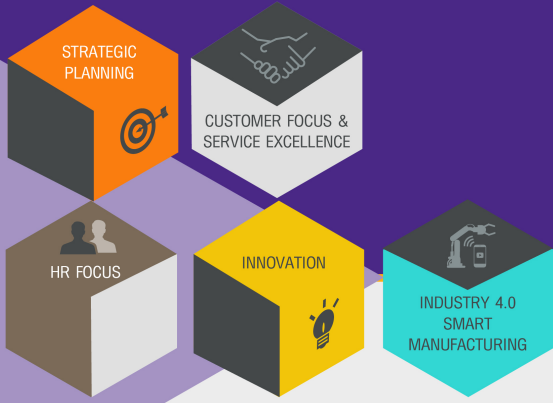 STRATEGIC
PLANNING
CUSTOMER FOCUS &
SERVICE EXCELLENCE
HR FOCUS
INNOVATION
INDUSTRY 4.0
SMART
MANUFACTURING